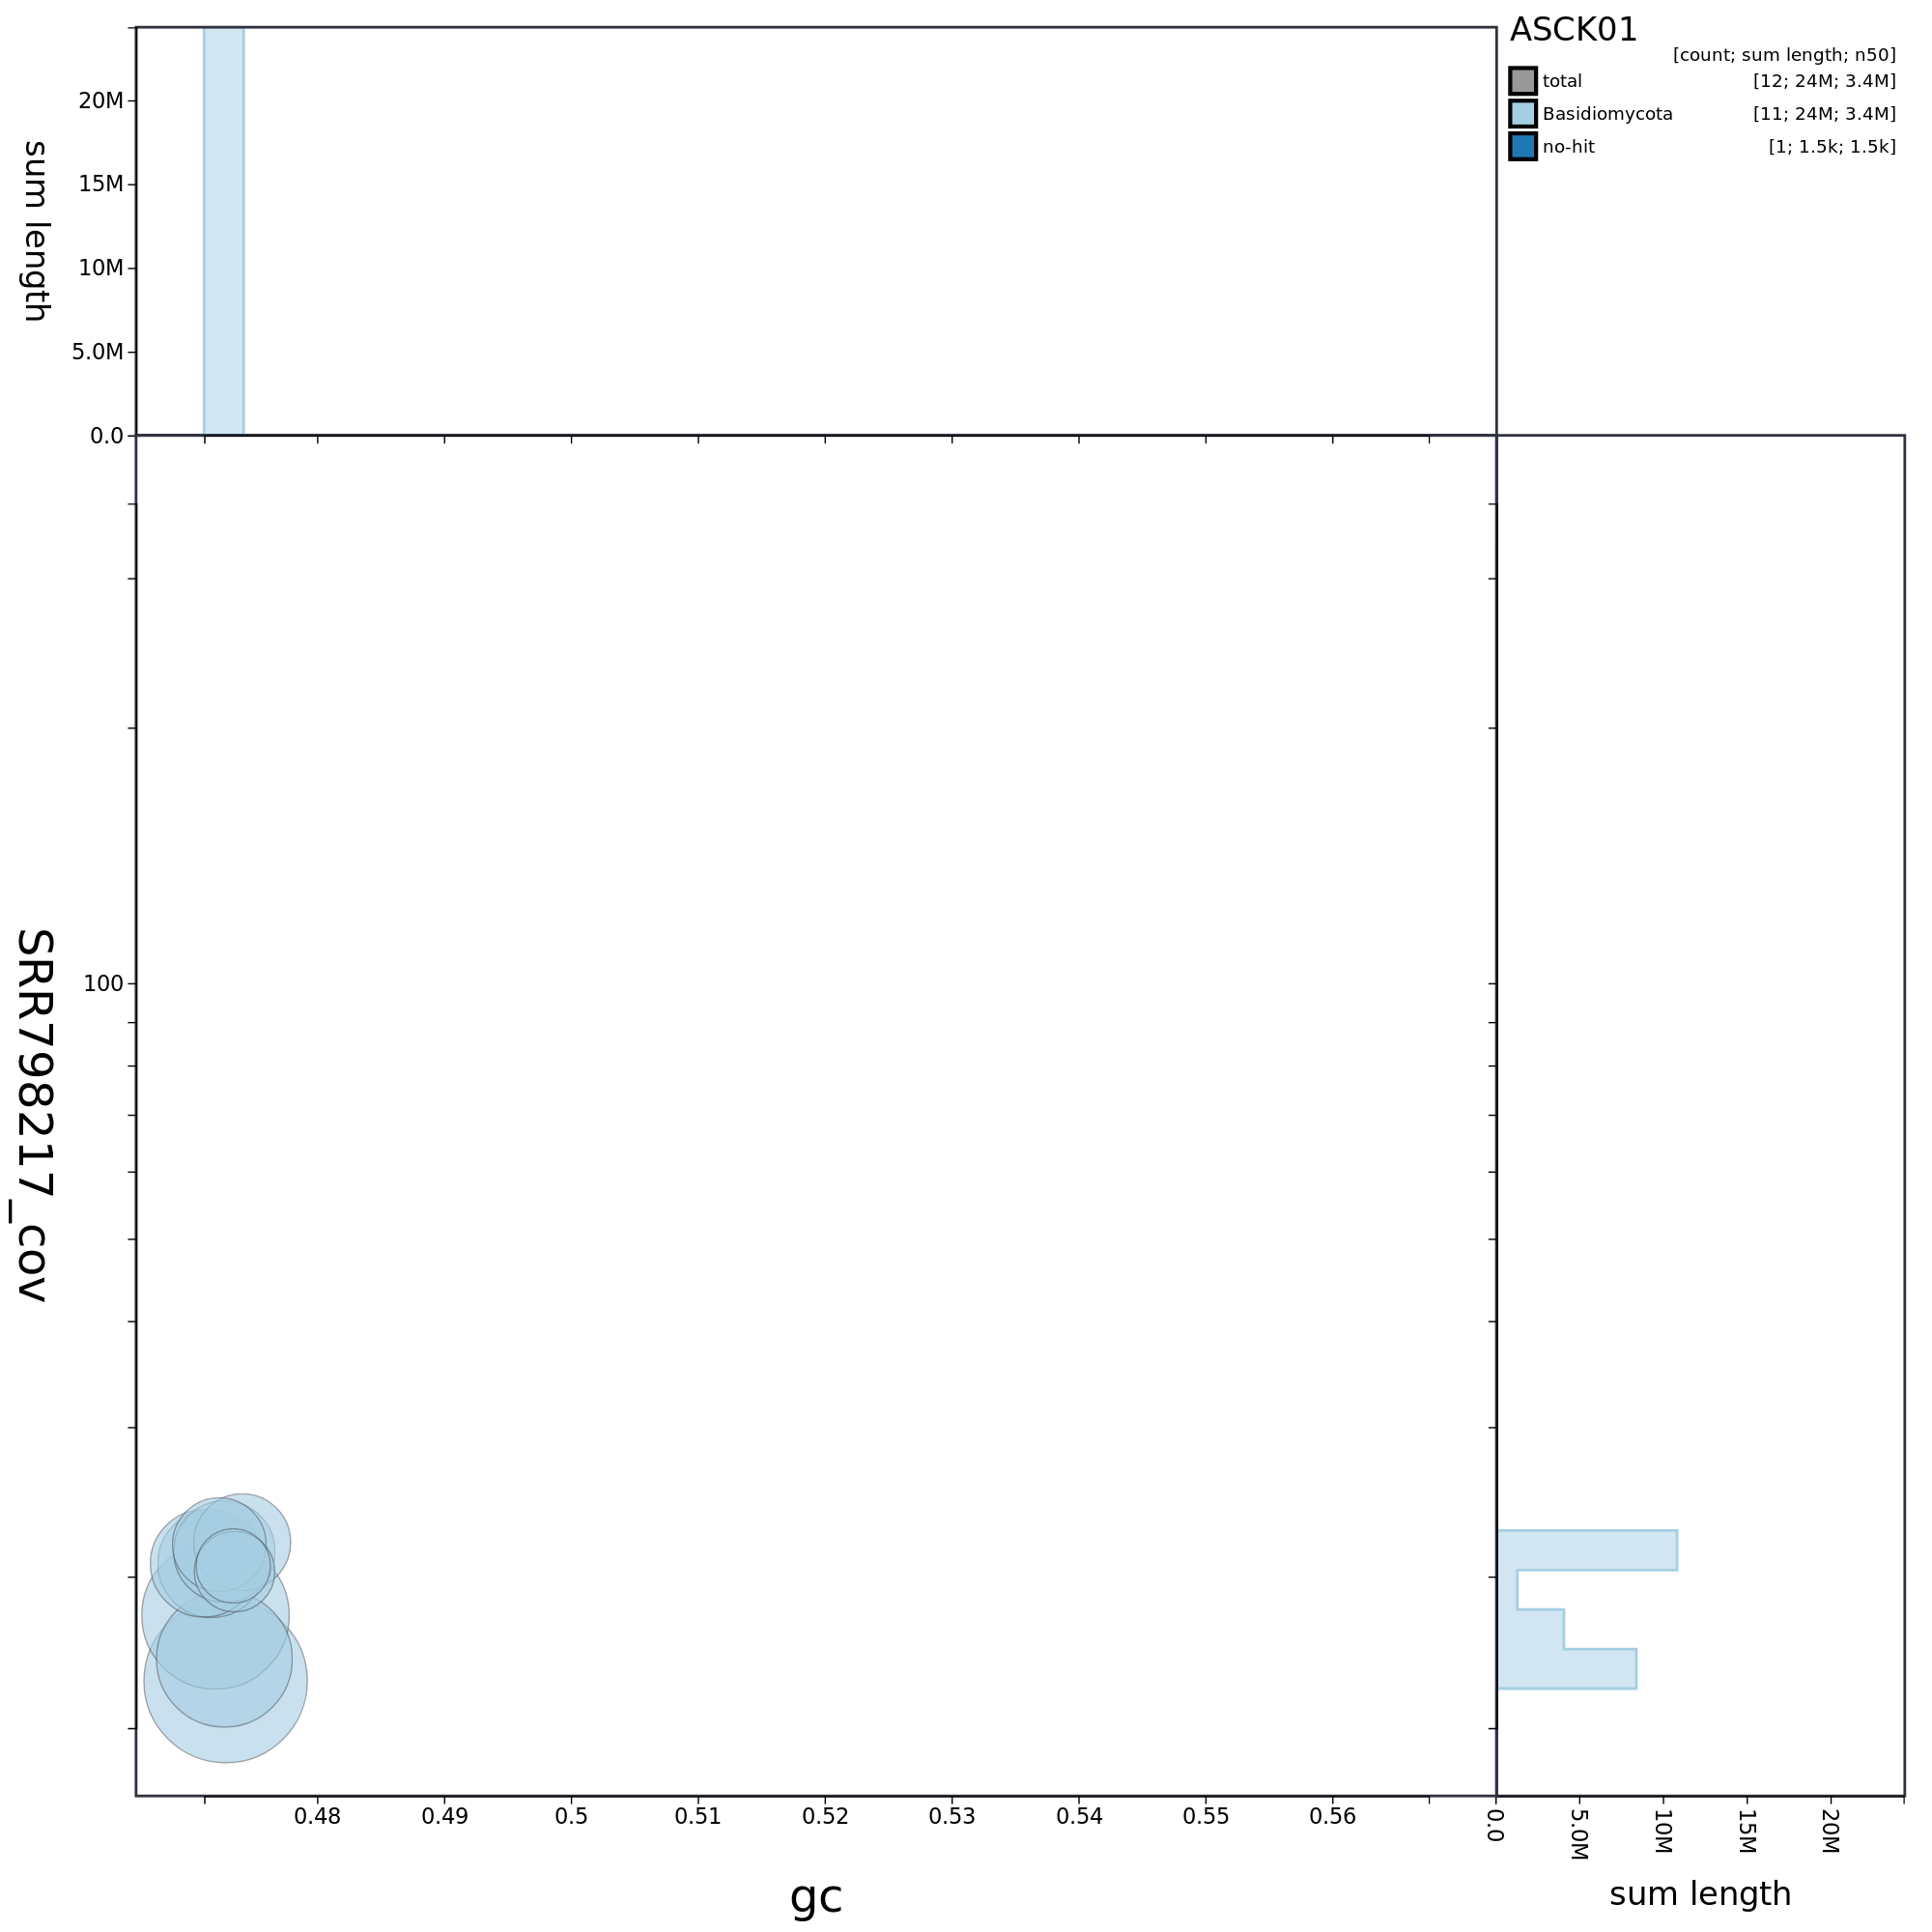 ASCK01
[count; sum length; n50]
total [12; 24M; 3.4M]
Basidiomycota [11; 24M; 3.4M]
no-hit [1; 1.5k; 1.5k]
sum length
20M
15M
10M
5.0M
0.0
SRR798217_cov
100
0.48 0.49 0.5 0.51 0.52 0.53 0.54 0.55 0.56
gc
0.0 5.0M 10M 15M 20M
sum length